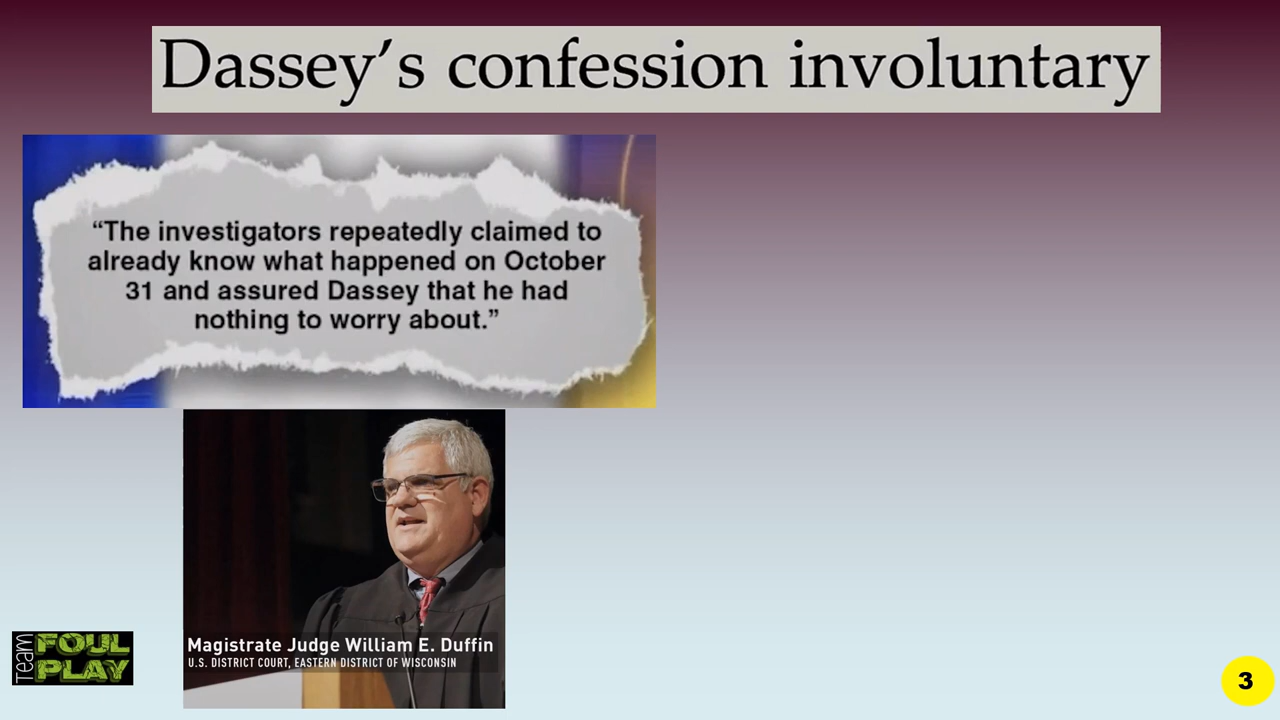 Dassey’s confession involuntary
“The investigators repeatedly claimed to
already know what happened on October
31 and assured Dassey that he had
nothing to worry about.”
Magistrate Judge William E. Duffin
U.S. DISTRICT COURT, EASTERN DISTRICT OF WISCONSIN
team
FOUL
PLAY
3